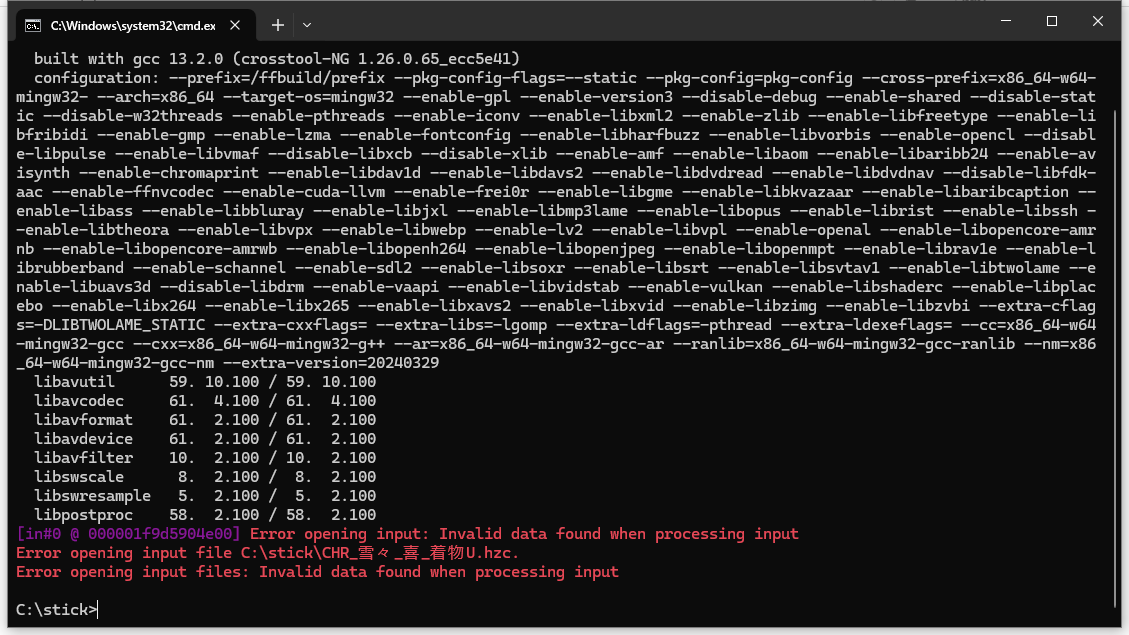 C:\Windows\system32\cmd.ex
built with gcc 13.2.0 (crosstool-NG 1.26.0.65_ecc5e41)
configuration: --prefix=/ffbuild/prefix --pkg-config-flags=--static --pkg-config=pkg-config --cross-prefix=x86_64-w64-
mingw32- --arch=x86_64 --target-os=mingw32 --enable-gpl --enable-version3 --disable-debug --enable-shared --disable-stat
ic --disable-w32threads --enable-pthreads --enable-iconv --enable-libxml2 --enable-zlib --enable-libfreetype --enable-li
bfribidi --enable-gmp --enable-lzma --enable-fontconfig --enable-libharfbuzz --enable-libvorbis --enable-opencl --disabl
e-libpulse --enable-libvmaf --disable-libxcb --disable-xlib --enable-amf --enable-libaom --enable-libaribb24 --enable-av
isynth --enable-chromaprint --enable-libdav1d --enable-libdavs2 --enable-libdvdread --enable-libdvdnav --disable-libfdk-
aac --enable-ffnvcodec --enable-cuda-llvm --enable-frei0r --enable-libgme --enable-libkvazaar --enable-libaribcaption --
enable-libass --enable-libbluray --enable-libjxl --enable-libmp3lame --enable-libopus --enable-librist --enable-libssh -
-enable-libtheora --enable-libvpx --enable-libwebp --enable-lv2 --enable-libvpl --enable-openal --enable-libopencore-amr
nb --enable-libopencore-amrwb --enable-libopenh264 --enable-libopenjpeg --enable-libopenmpt --enable-librav1e --enable-l
ibrubberband --enable-schannel --enable-sdl2 --enable-libsoxr --enable-libsrt --enable-libsvtav1 --enable-libtwolame --e
nable-libuavs3d --disable-libdrm --enable-vaapi --enable-libvidstab --enable-vulkan --enable-libshaderc --enable-libplac
ebo --enable-libx264 --enable-libx265 --enable-libxavs2 --enable-libxvid --enable-libzimg --enable-libzvbi --extra-cflag
s=-DLIBTWOLAME_STATIC --extra-cxxflags= --extra-libs=-lgomp --extra-ldflags=-pthread --extra-ldexeflags= --cc=x86_64-w64
-mingw32-gcc --cxx=x86_64-w64-mingw32-g++ --ar=x86_64-w64-mingw32-gcc-ar --ranlib=x86_64-w64-mingw32-gcc-ranlib --nm=x86
_64-w64-mingw32-gcc-nm --extra-version=20240329
libavutil 59. 10.100 / 59. 10.100
libavcodec 61. 4.100 / 61. 4.100
libavformat 61. 2.100 / 61. 2.100
libavdevice 61. 2.100 / 61. 2.100
libavfilter 10. 2.100 / 10. 2.100
libswscale 8. 2.100 / 8. 2.100
libswresample 5. 2.100 / 5. 2.100
libpostproc 58. 2.100 / 58. 2.100
[in#0 @ 000001f9d5904e00] Error opening input: Invalid data found when processing input
Error opening input file C:\stick\CHR_雪々_喜_着物U.hzc.
Error opening input files: Invalid data found when processing input
C:\stick>